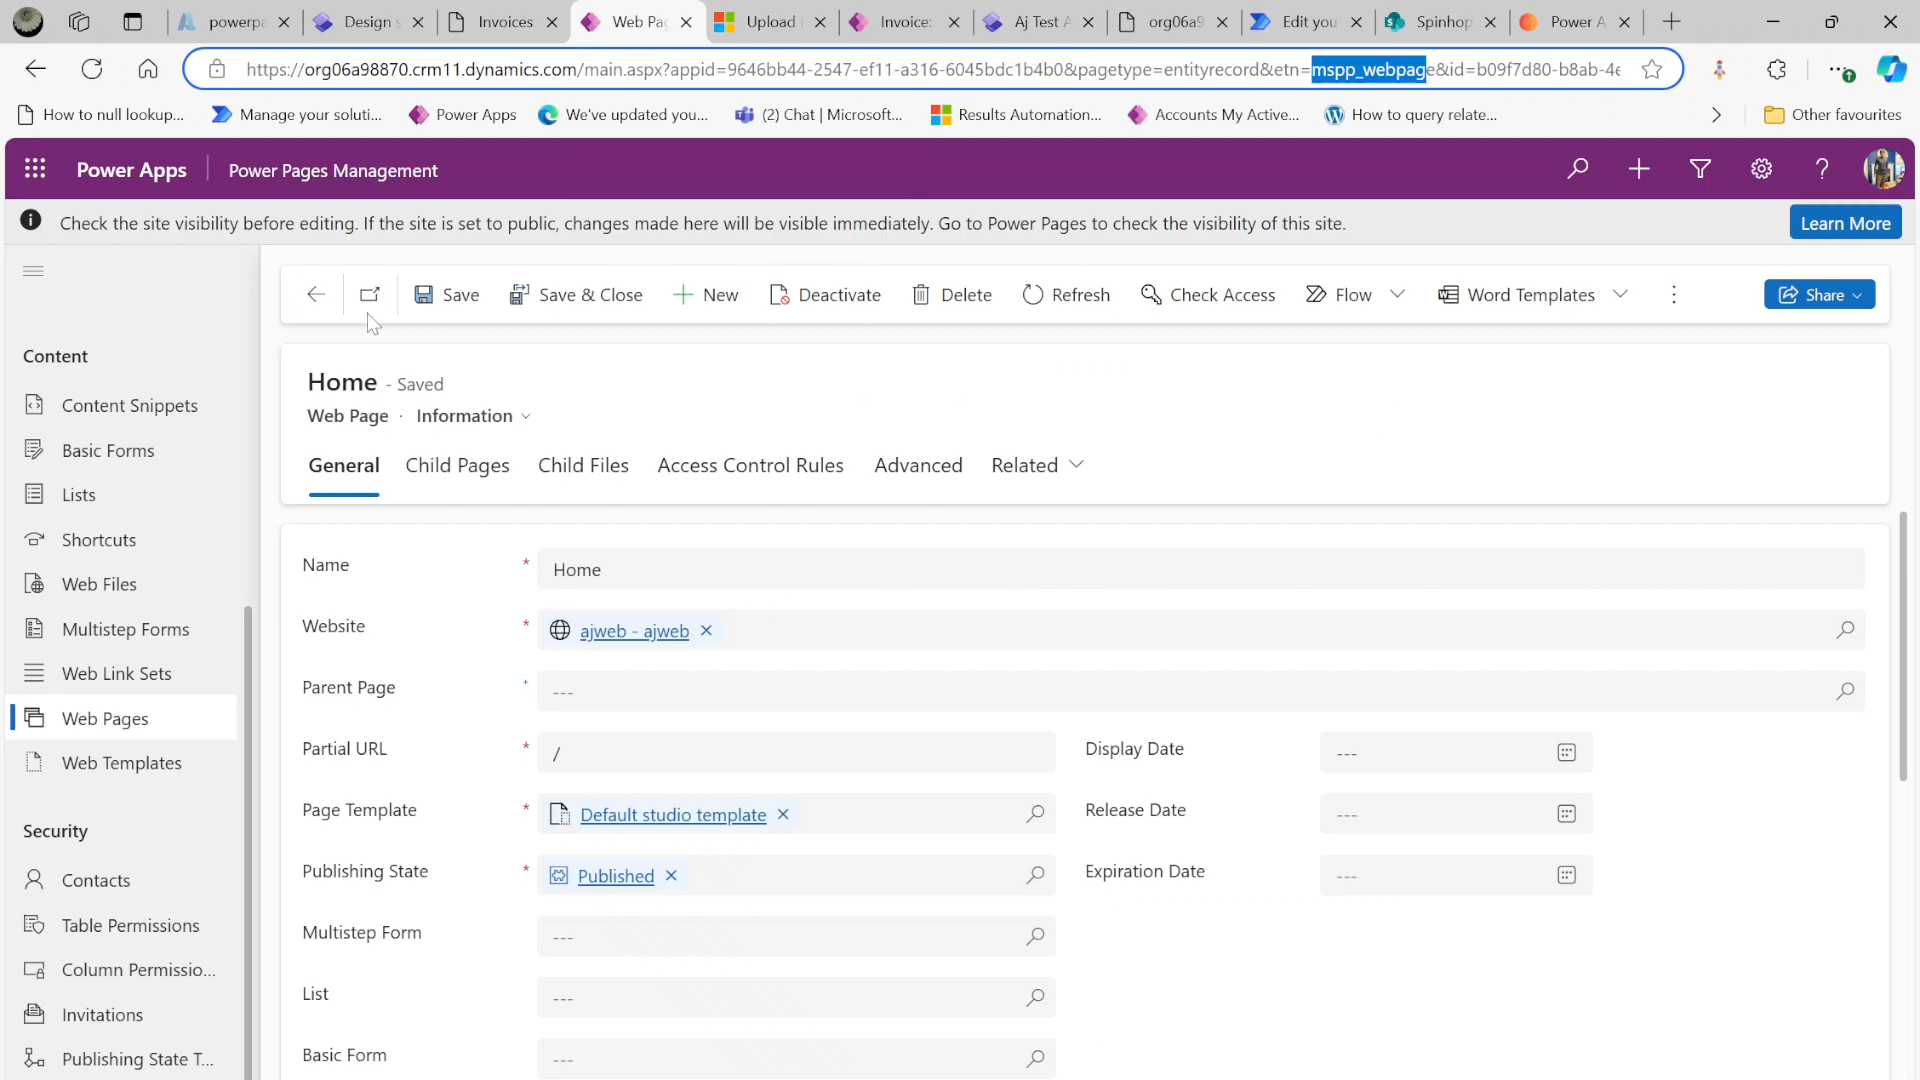 powerpa
Design s
Invoices
Web Pag
Upload
Invoice:
Aj Test A
org06a9
Edit you
Spinhop
Power A
https://org06a98870.crm11.dynamics.com/main.aspx?appid=9646bb44-2547-ef11-a316-6045bdc1b4b0&pagetype=entityrecord&etn=mspp_webpage&id=b09f7d80-b8ab-4e
How to null lookup...
Manage your soluti...
Power Apps
We've updated you...
(2) Chat | Microsoft...
Results Automation...
Accounts My Active...
How to query relate...
Other favourites
Power Apps
Power Pages Management
Check the site visibility before editing. If the site is set to public, changes made here will be visible immediately. Go to Power Pages to check the visibility of this site.
Learn More
Save
Save & Close
New
Deactivate
Delete
Refresh
Check Access
Flow
Word Templates
Share
Content
Content Snippets
Basic Forms
Lists
Shortcuts
Web Files
Multistep Forms
Web Link Sets
Web Pages
Web Templates
Security
Contacts
Table Permissions
Column Permissio...
Invitations
Publishing State T...
Home - Saved
Web Page · Information
General
Child Pages
Child Files
Access Control Rules
Advanced
Related
Name * Home
Website * ajweb - ajweb
Parent Page + ---
Partial URL * /
Display Date ---
Page Template * Default studio template
Release Date ---
Publishing State * Published
Expiration Date ---
Multistep Form ---
List ---
Basic Form ---